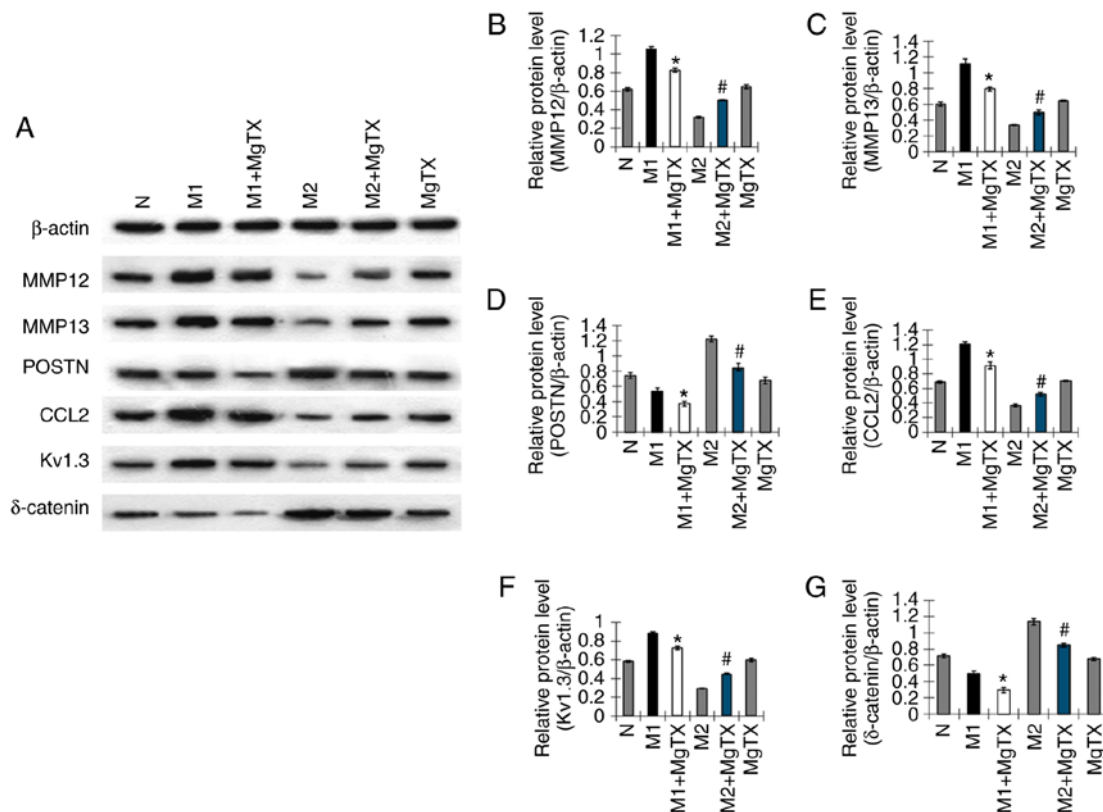 A
N
M1
M1+MgTX
M2
M2+MgTX
MgTX
β-actin
MMP12
MMP13
POSTN
CCL2
Kv1.3
δ-catenin
B
Relative protein level
(MMP12/β-actin)
1.2
1
0.8
0.6
0.4
0.2
0
*
#
N
M1
M1+MgTX
M2
M2+MgTX
MgTX
C
Relative protein level
(MMP13/β-actin)
1.4
1.2
1
0.8
0.6
0.4
0.2
0
*
#
N
M1
M1+MgTX
M2
M2+MgTX
MgTX
D
Relative protein level
(POSTN/β-actin)
1.4
1.2
1
0.8
0.6
0.4
0.2
0
*
#
N
M1
M1+MgTX
M2
M2+MgTX
MgTX
E
Relative protein level
(CCL2/β-actin)
1.4
1.2
1
0.8
0.6
0.4
0.2
0
*
#
N
M1
M1+MgTX
M2
M2+MgTX
MgTX
F
Relative protein level
(Kv1.3/β-actin)
1
0.8
0.6
0.4
0.2
0
*
#
N
M1
M1+MgTX
M2
M2+MgTX
MgTX
G
Relative protein level
(δ-catenin/β-actin)
1.4
1.2
1
0.8
0.6
0.4
0.2
0
*
#
N
M1
M1+MgTX
M2
M2+MgTX
MgTX